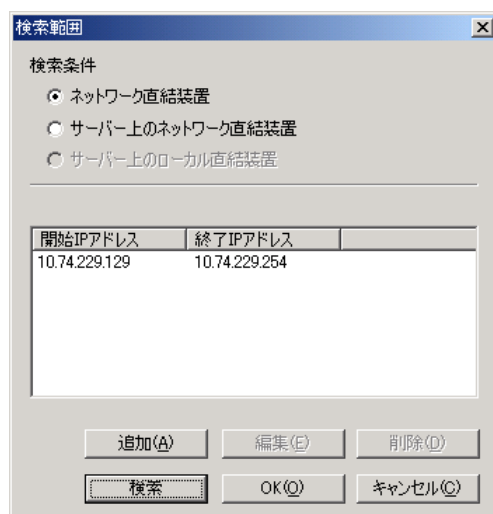 検索範囲
検索条件
ネットワーク直結装置
サーバー上のネットワーク直結装置
サーバー上のローカル直結装置
開始IPアドレス 終了IPアドレス
10.74.229.129 10.74.229.254
追加(A) 編集(E) 削除(D)
検索 OK(O) キャンセル(C)